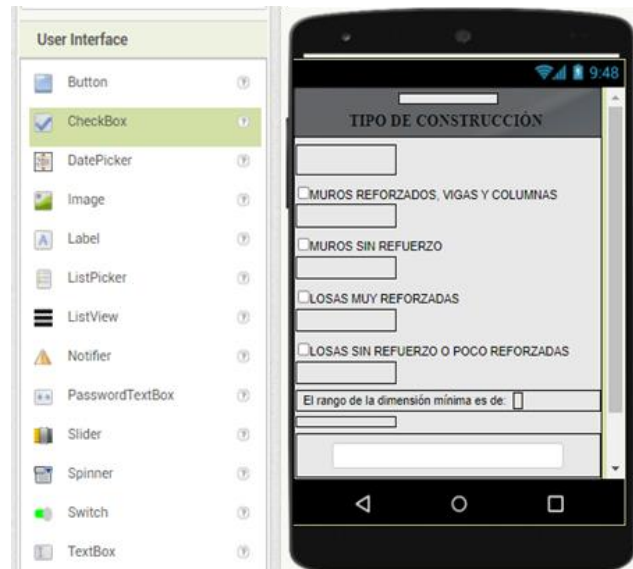 User Interface
Button
CheckBox
DatePicker
Image
Label
ListPicker
ListView
Notifier
PasswordTextBox
Slider
Spinner
Switch
TextBox
9:48
TIPO DE CONSTRUCCIÓN
MUROS REFORZADOS, VIGAS Y COLUMNAS
MUROS SIN REFUERZO
LOSAS MUY REFORZADAS
LOSAS SIN REFUERZO O POCO REFORZADAS
El rango de la dimensión mínima es de: